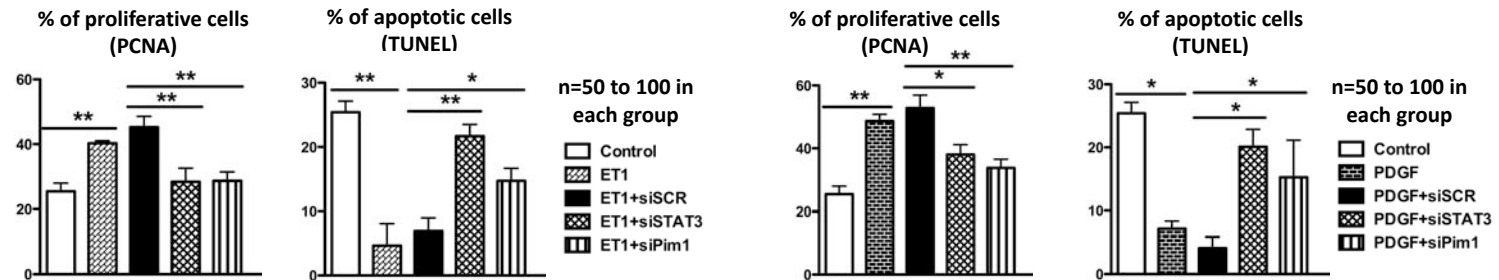 % of proliferative cells
(PCNA)
60
40
20
0
**
**
**
% of apoptotic cells
(TUNEL)
30
20
10
0
**
*
**
n=50 to 100 in
each group
Control
ET1
ET1+siSCR
ET1+siSTAT3
ET1+siPim1
% of proliferative cells
(PCNA)
60
40
20
0
**
**
*
% of apoptotic cells
(TUNEL)
30
20
10
0
*
*
*
n=50 to 100 in
each group
Control
PDGF
PDGF+siSCR
PDGF+siSTAT3
PDGF+siPim1